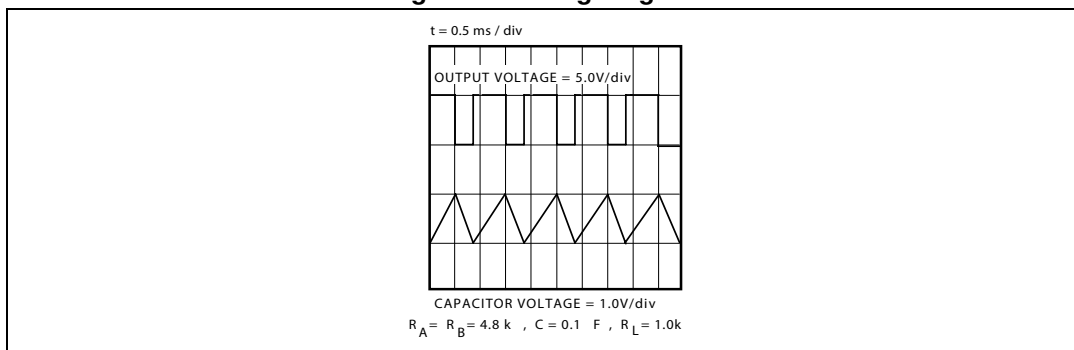 t = 0.5 ms / div
OUTPUT VOLTAGE = 5.0V/div
CAPACITOR VOLTAGE = 1.0V/div
R A = R B = 4.8 k , C = 0.1 F , R L = 1.0k